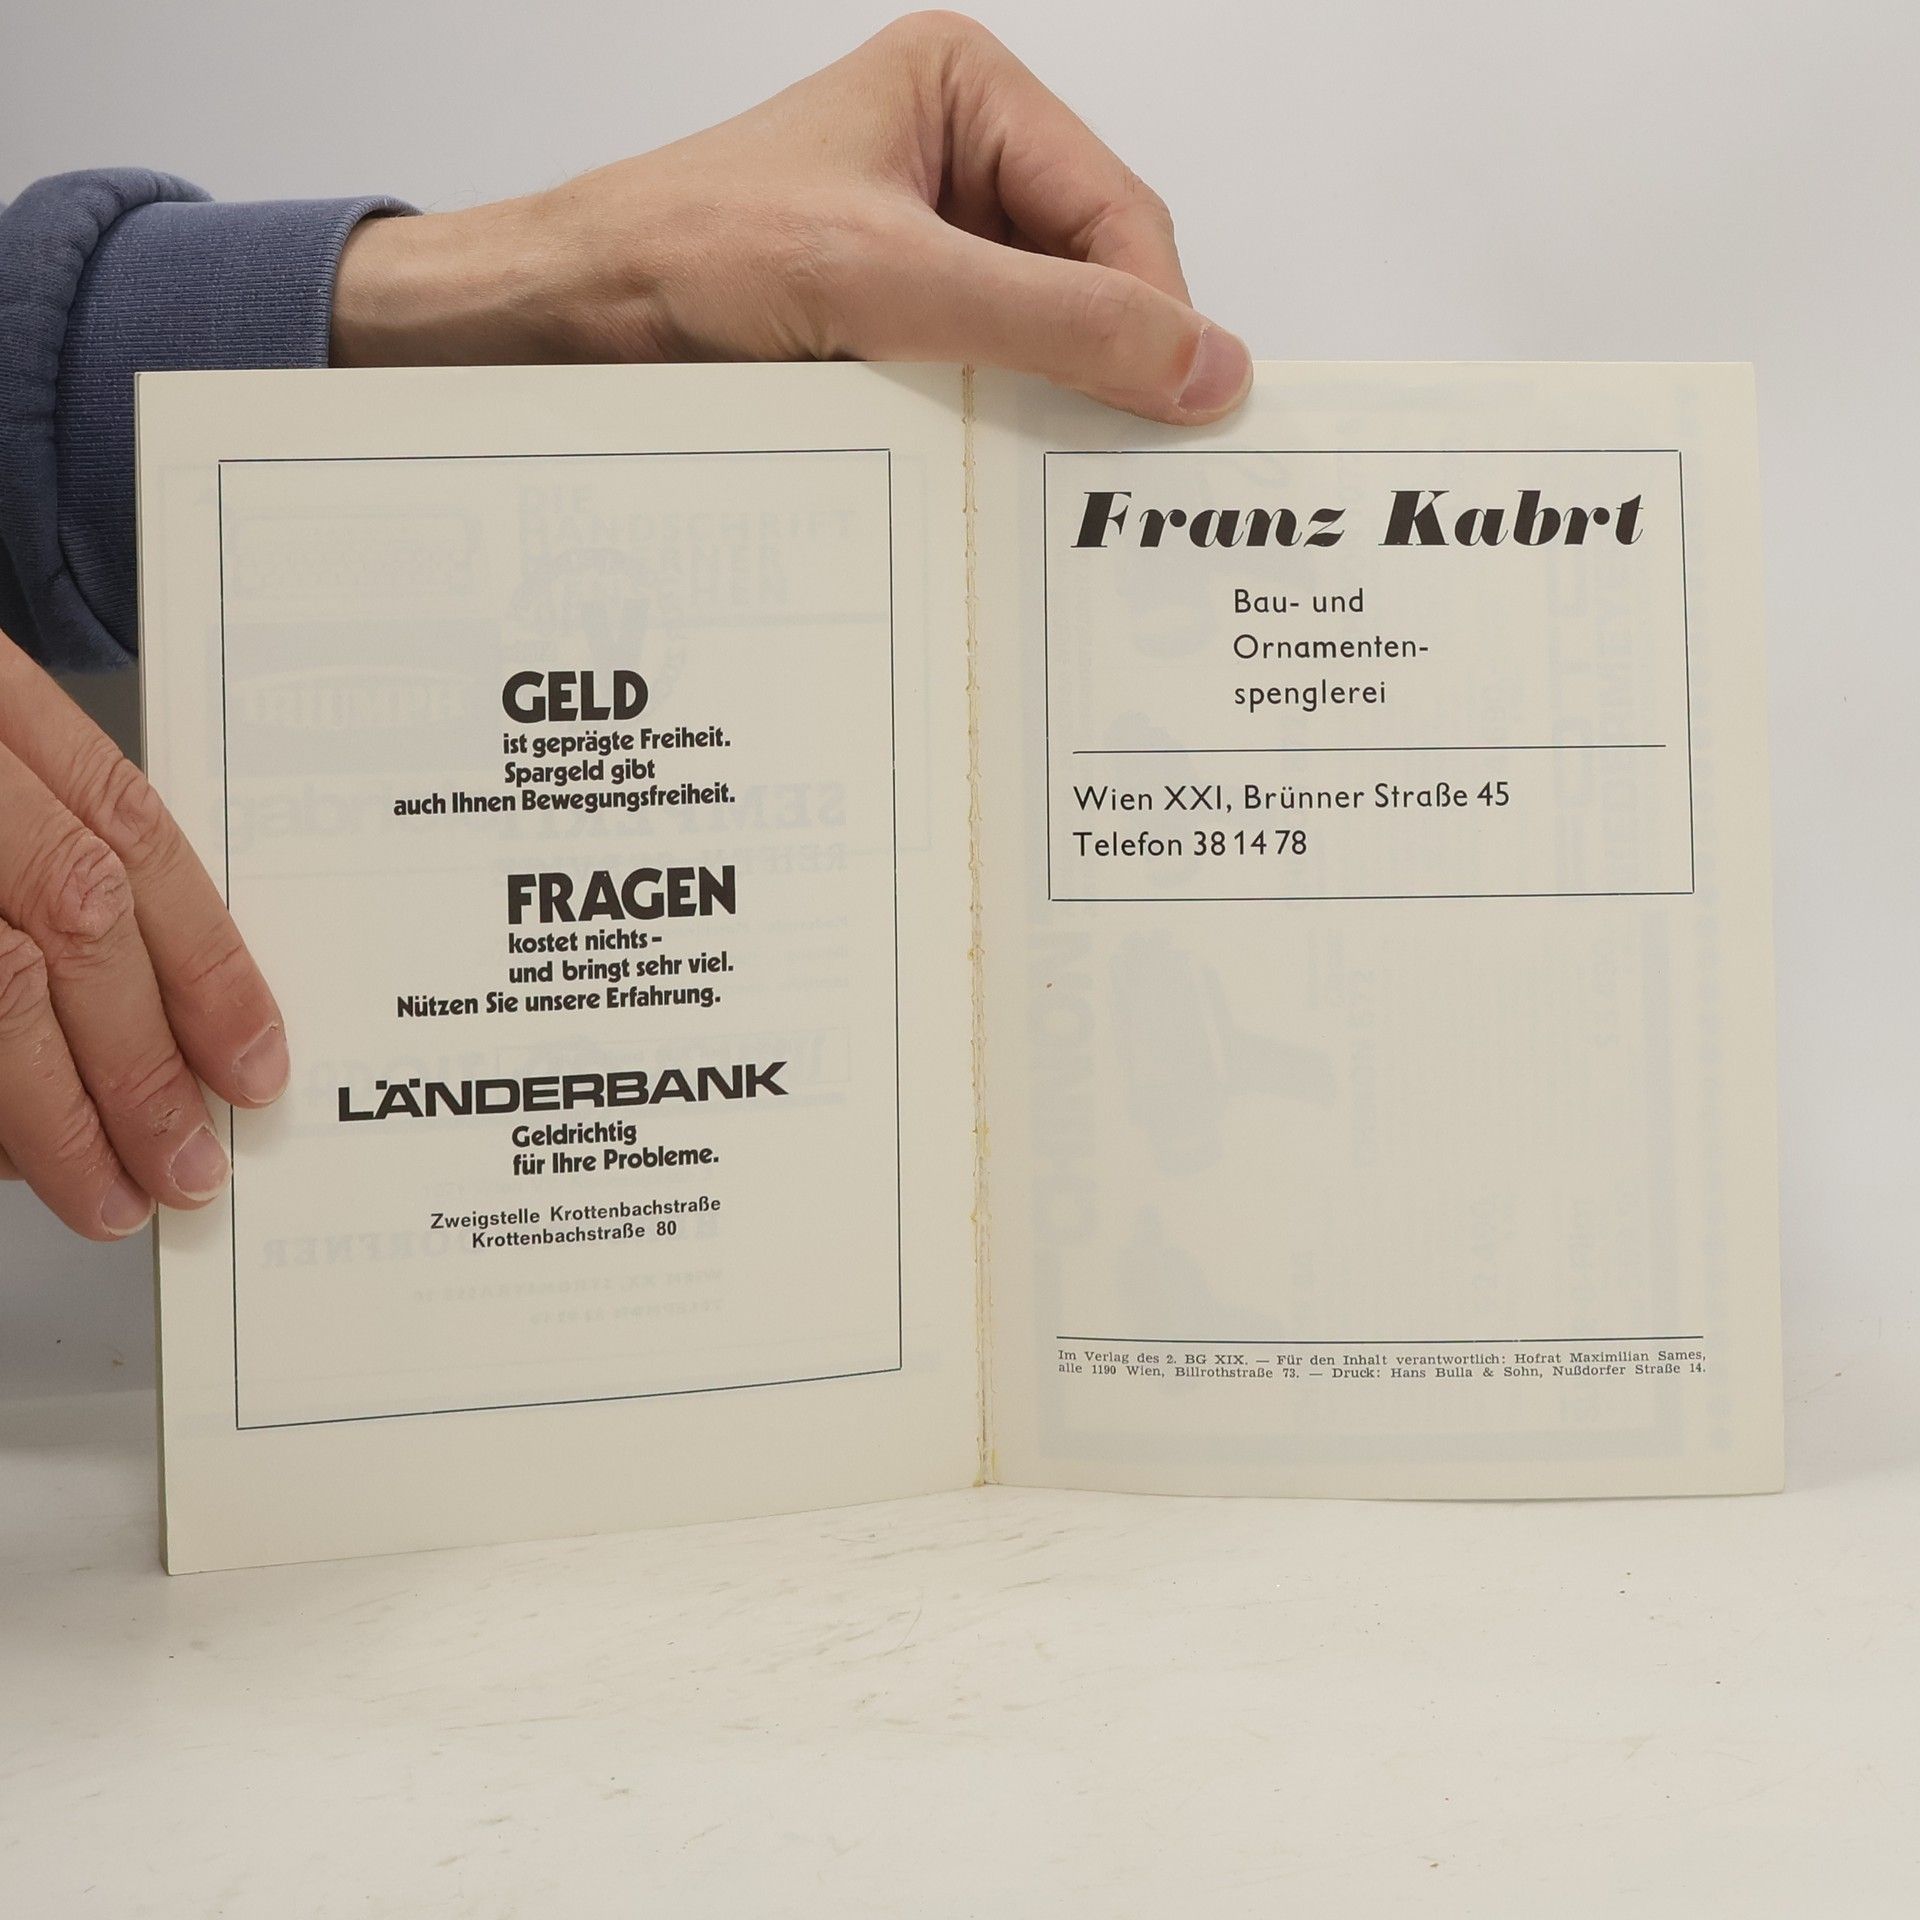 GELD
ist geprägte Freiheit.
Spargeld gibt
auch Ihnen Bewegungsfreiheit.
FRAGEN
kostet nichts –
und bringt sehr viel.
Nützen Sie unsere Erfahrung.
LÄNDERBANK
Geldrichtig
für Ihre Probleme.
Zweigstelle Krottenbachstraße
Krottenbachstraße 80
Franz Kabrt
Bau- und
Ornamenten-
spenglerei
Wien XXI, Brünner Straße 45
Telefon 38 14 78
Im Verlag des 2. BG XIX. — Für den Inhalt verantwortlich: Hofrat Maximilian Sames,
alle 1190 Wien, Billrothstraße 73. — Druck: Hans Bulla & Sohn, Nußdorfer Straße 14.